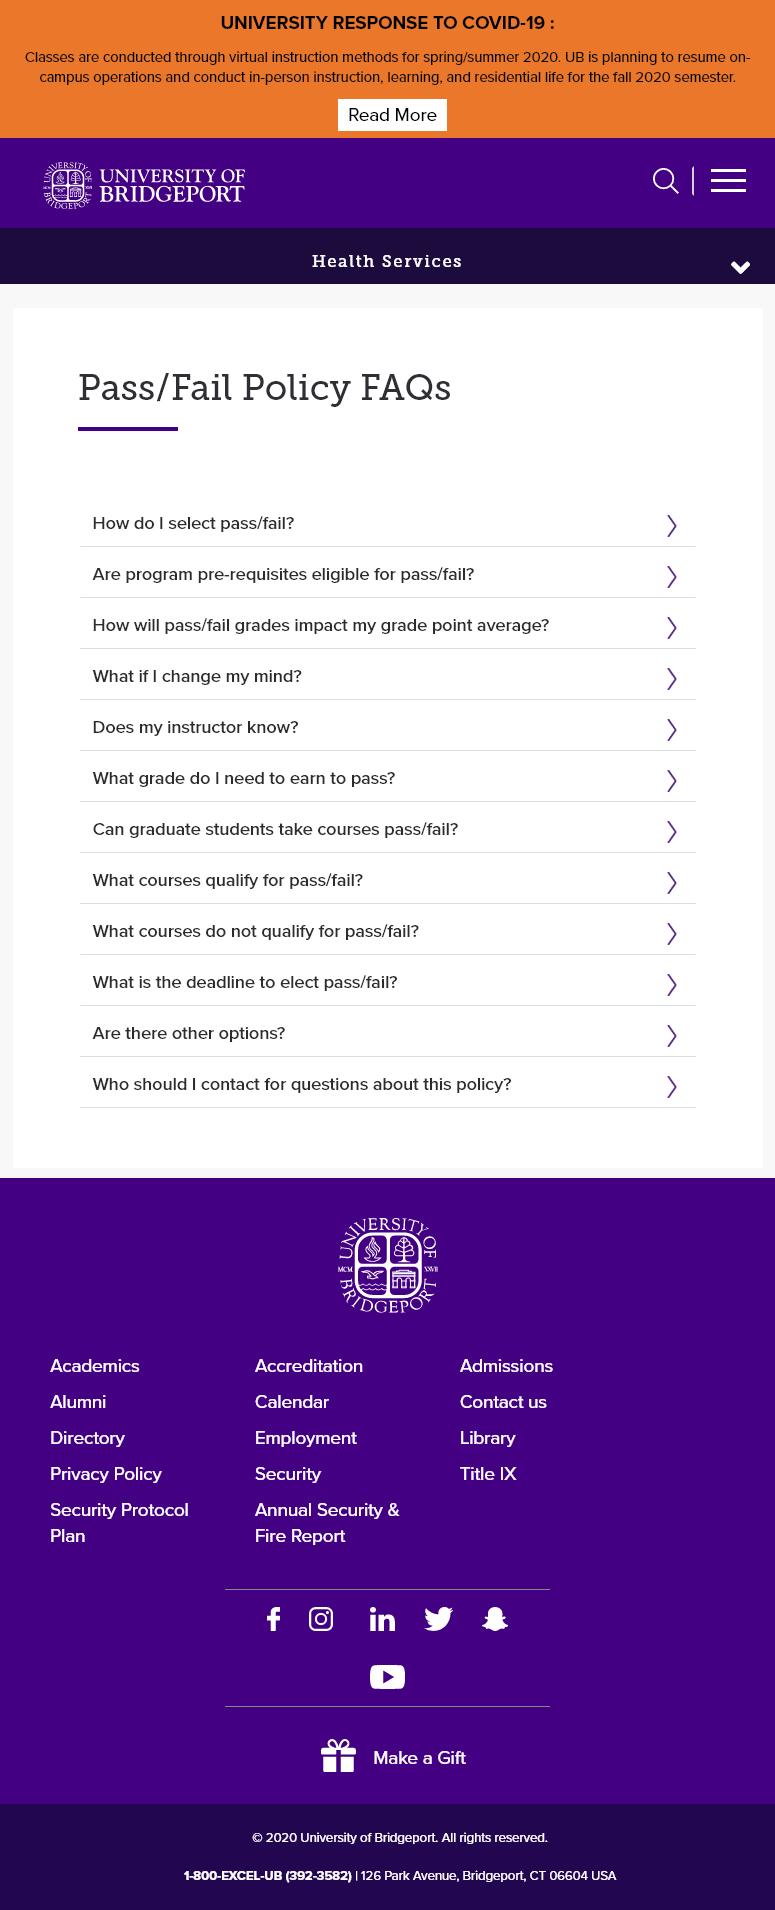 UNIVERSITY RESPONSE TO COVID-19 :
Classes are conducted through virtual instruction methods for spring/summer 2020. UB is planning to resume on-
campus operations and conduct in-person instruction, learning, and residential life for the fall 2020 semester.
Read More
UNIVERSITY OF
BRIDGEPORT
Health Services
Pass/Fail Policy FAQs
How do I select pass/fail?
Are program pre-requisites eligible for pass/fail?
How will pass/fail grades impact my grade point average?
What if I change my mind?
Does my instructor know?
What grade do I need to earn to pass?
Can graduate students take courses pass/fail?
What courses qualify for pass/fail?
What courses do not qualify for pass/fail?
What is the deadline to elect pass/fail?
Are there other options?
Who should I contact for questions about this policy?
UNIVERSITY OF
MCM XXVII
BRIDGEPORT
Academics
Alumni
Directory
Privacy Policy
Security Protocol
Plan
Accreditation
Calendar
Employment
Security
Annual Security &
Fire Report
Admissions
Contact us
Library
Title IX
Make a Gift
© 2020 University of Bridgeport. All rights reserved.
1-800-EXCEL-UB (392-3582) | 126 Park Avenue, Bridgeport, CT 06604 USA